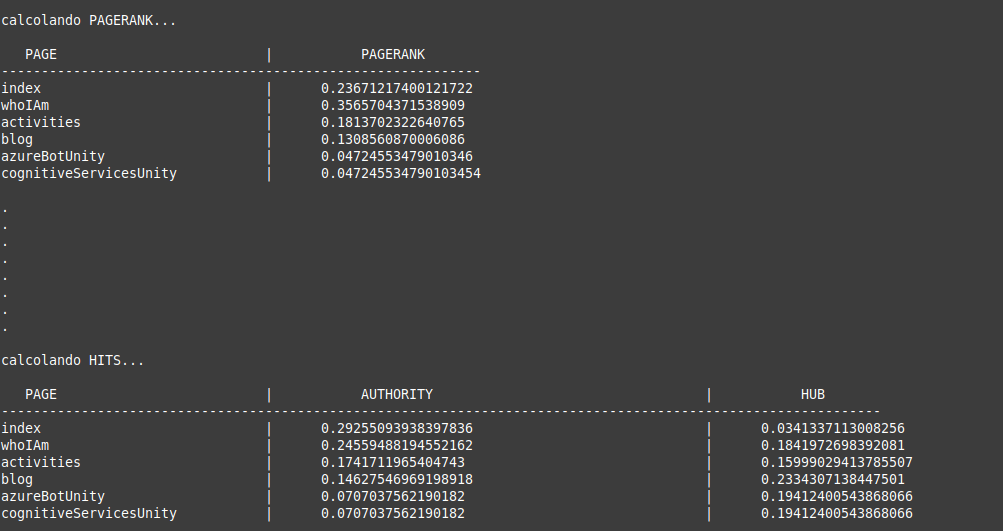 calcolando PAGERANK...
PAGE | PAGERANK
------------------------------------------------------------
index | 0.23671217400121722
whoIAm | 0.3565704371538909
activities | 0.1813702322640765
blog | 0.1308560870006086
azureBotUnity | 0.04724553479010346
cognitiveServicesUnity | 0.047245534790103454
.
.
.
.
.
.
.
.
calcolando HITS...
PAGE | AUTHORITY | HUB
--------------------------------------------------------------------------------------------------------------
index | 0.29255093938397836 | 0.0341337113008256
whoIAm | 0.24559488194552162 | 0.1841972698392081
activities | 0.1741711965404743 | 0.15999029413785507
blog | 0.14627546969198918 | 0.2334307138447501
azureBotUnity | 0.0707037562190182 | 0.19412400543868066
cognitiveServicesUnity | 0.0707037562190182 | 0.19412400543868066